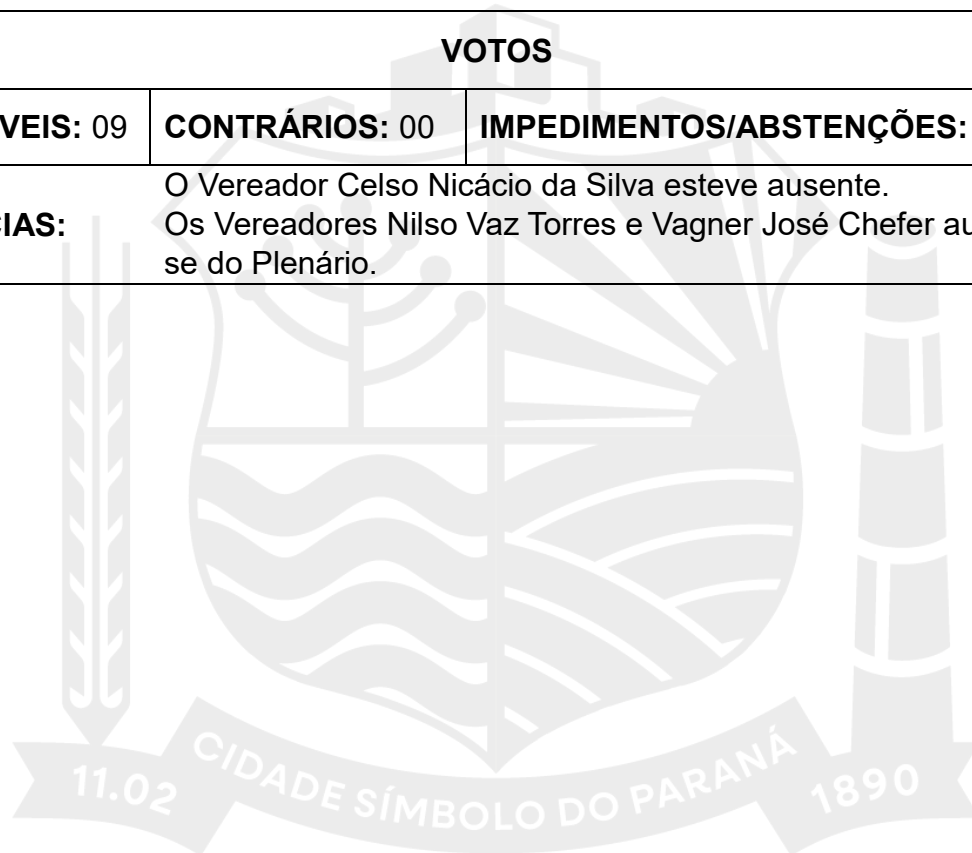 VOTOS
VEIS: 09 CONTRÁRIOS: 00 IMPEDIMENTOS/ABSTENÇÕES:
O Vereador Celso Nicácio da Silva esteve ausente.
CIAS: Os Vereadores Nilso Vaz Torres e Vagner José Chefer au
se do Plenário.
11.02 CIDADE SÍMBOLO DO PARANÁ 1890